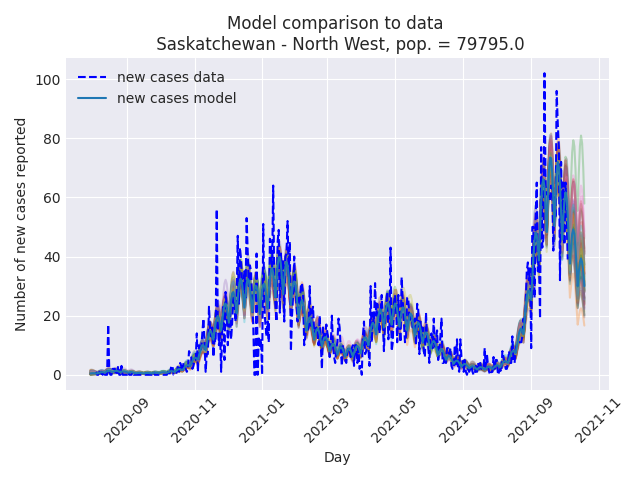 Model comparison to data
Saskatchewan - North West, pop. = 79795.0
new cases data
new cases model
Number of new cases reported
100
80
60
40
20
0
2020-09
2020-11
2021-01
2021-03
2021-05
2021-07
2021-09
2021-11
Day